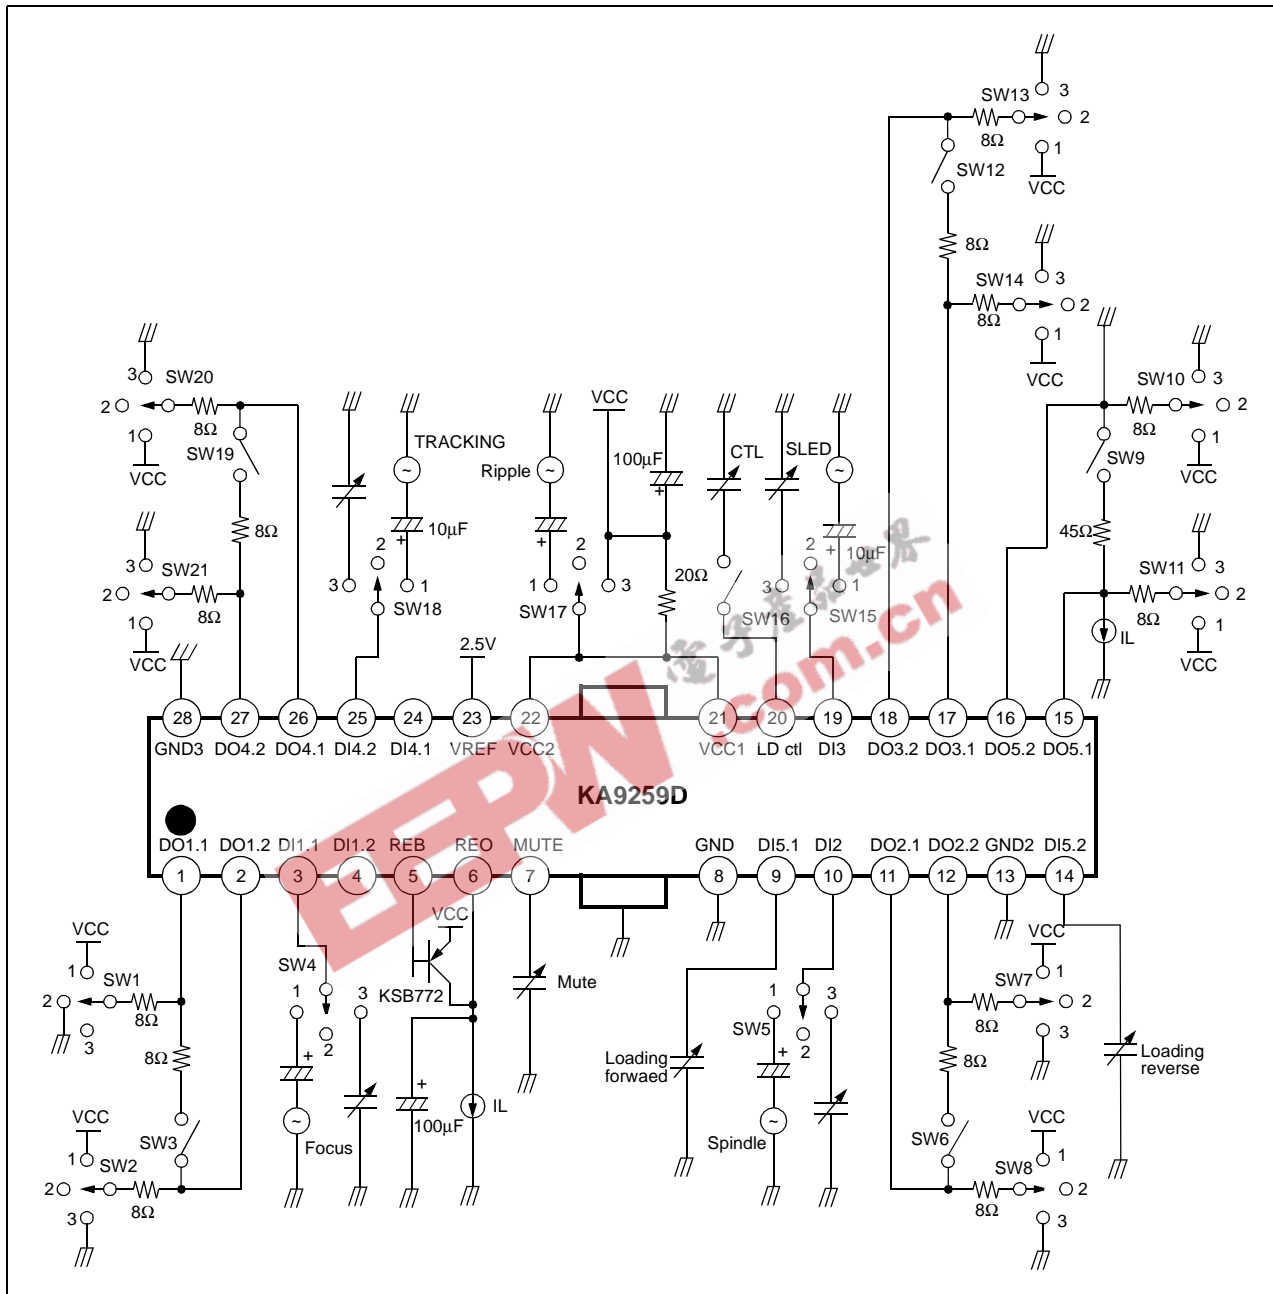 3
SW13
2
8Ω
1
SW12
VCC
8Ω
3
SW14
2
8Ω
1
VCC
3
SW20
2
8Ω
1
SW19
VCC
8Ω
3
SW21
2
8Ω
1
VCC
TRACKING
10μF
2
3
1
SW18
2.5V
Ripple
VCC
100μF
+
+
+
2
1
3
SW17
20Ω
CTL
SLED
+
10μF
2
3
1
SW16
SW15
3
SW10
2
8Ω
1
SW9
VCC
45Ω
3
SW11
2
8Ω
1
IL
VCC
電子產品世界
.com.cn
EEPW
28 27 26 25 24 23 22 21 20 19 18 17 16 15
GND3 DO4.2 DO4.1 DI4.2 DI4.1 VREF VCC2 VCC1 LD ctl DI3 DO3.2 DO3.1 DO5.2 DO5.1
KA9259D
DO1.1 DO1.2 DI1.1 DI1.2 REB REO MUTE GND DI5.1 DI2 DO2.1 DO2.2 GND2 DI5.2
1 2 3 4 5 6 7 8 9 10 11 12 13 14
VCC
1
SW1
2
8Ω
3
8Ω
VCC
SW3
1
SW2
2
8Ω
3
SW4
1
3
2
+
Focus
VCC
KSB772
+
100μF
IL
Mute
Loading
forwaed
1
3
SW5
2
+
Spindle
VCC
1
SW7
2
8Ω
3
8Ω
VCC
SW6
1
SW8
2
8Ω
3
Loading
reverse